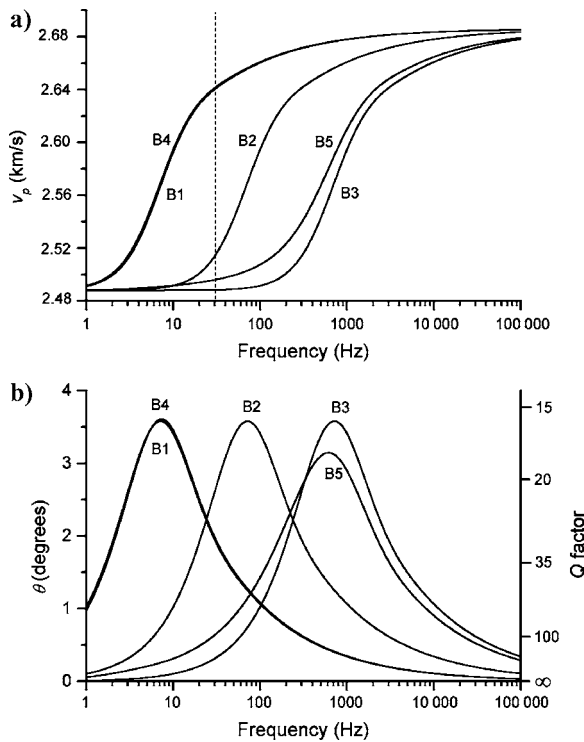 a)
2.68
2.64
2.60
2.56
2.52
2.48
v_p (km/s)
B4
B1
B2
B5
B3
1 10 100 1000 10 000 100 000
Frequency (Hz)
b)
4
3
2
1
0
θ (degrees)
B4
B1
B2
B3
B5
15
20
35
100
∞
Q factor
1 10 100 1000 10 000 100 000
Frequency (Hz)